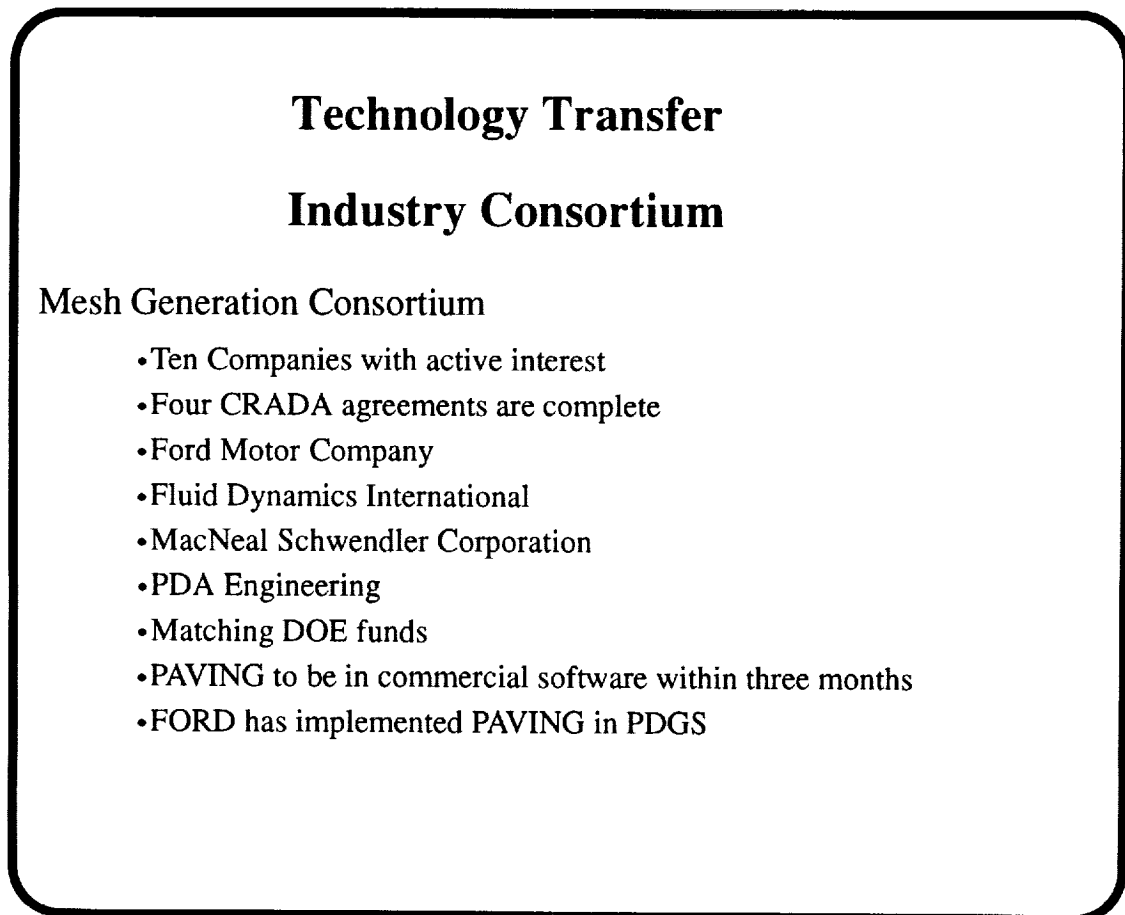 Technology Transfer
Industry Consortium
Mesh Generation Consortium
•Ten Companies with active interest
•Four CRADA agreements are complete
•Ford Motor Company
•Fluid Dynamics International
•MacNeal Schwendler Corporation
•PDA Engineering
•Matching DOE funds
•PAVING to be in commercial software within three months
•FORD has implemented PAVING in PDGS